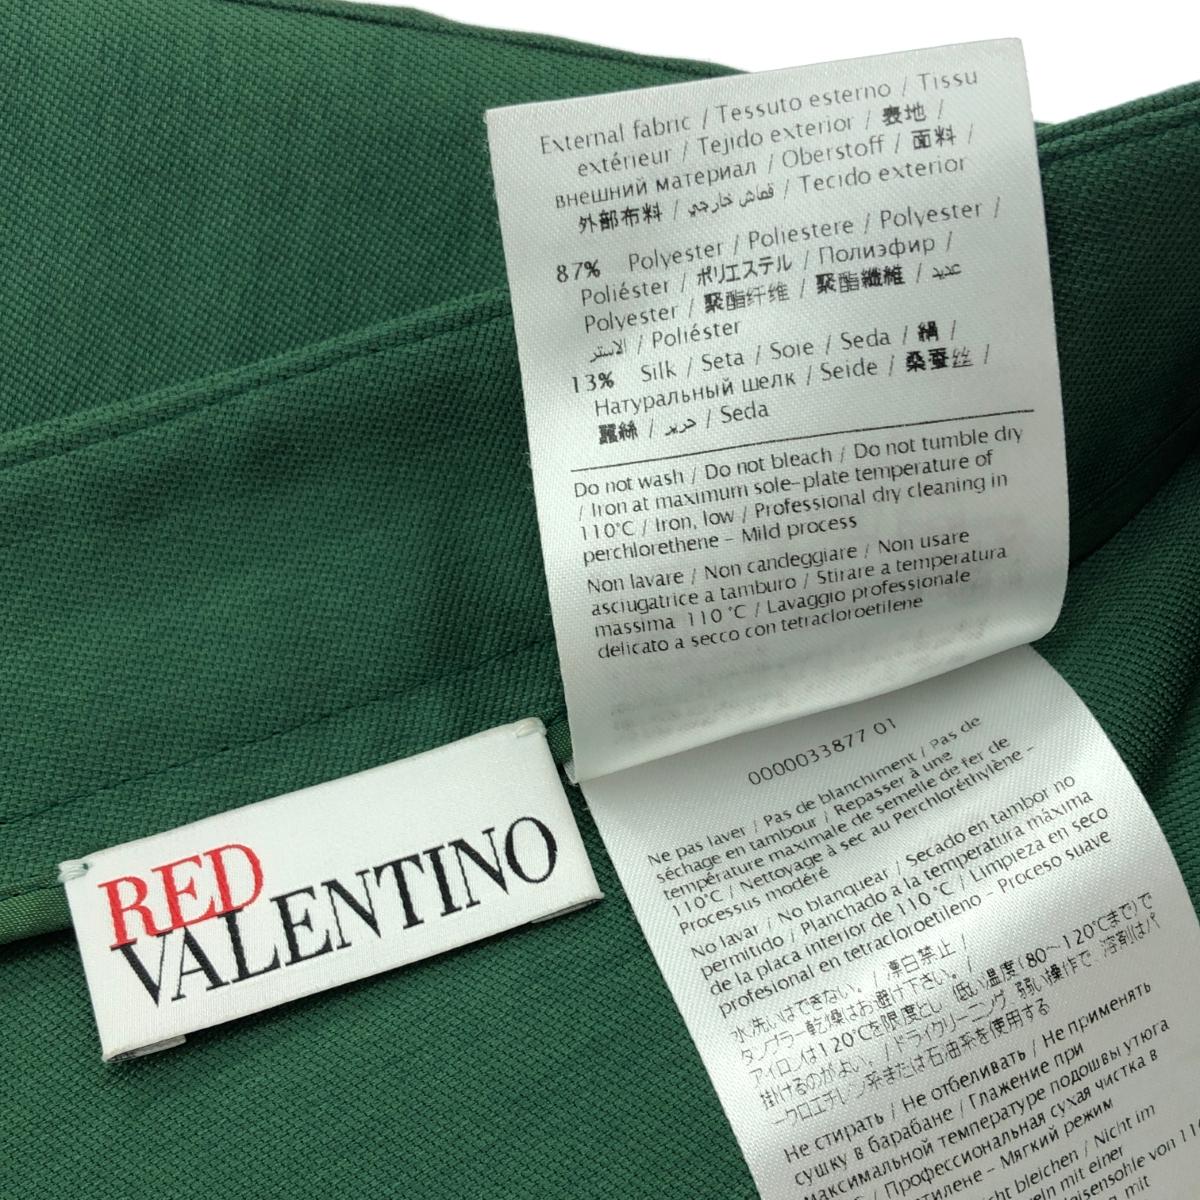 External fabric / Tessuto esterno / Tissu
extérieur / Tejido exterior / 表地 /
внешний материал / Oberstoff / 面料 /
外部布料 / قماش خارجي / Tecido exterior
87% Polyester / Poliestere / Polyester /
Poliéster / ポリエステル / Полиэфир /
Polyester / 聚酯纤维 / 聚酯纖維 / عديد
الاستر / Poliéster
13% Silk / Seta / Soie / Seda / 絹 /
Натуральный шелк / Seide / 桑蚕丝 /
蠶絲 / حرير / Seda
Do not wash / Do not bleach / Do not tumble dry
/ Iron at maximum sole-plate temperature of
110°C / Iron, low / Professional dry cleaning in
perchlorethene - Mild process
Non lavare / Non candeggiare / Non usare
asciugatrice a tamburo / Stirare a temperatura
massima 110 °C / Lavaggio professionale
delicato a secco con tetracloroetilene
RED
VALENTINO
0000033877 01
Ne pas laver / Pas de blanchiment / Pas de
séchage en tambour / Repasser à une
température maximale de semelle de fer de
110°C / Nettoyage à sec au Perchloréthylène -
Processus modéré
No lavar / No blanquear / Secado en tambor no
permitido / Planchado a la temperatura máxima
de la placa interior de 110°C / Limpieza en seco
profesional en tetracloroetileno - Proceso suave
水洗いはできない。 / 漂白禁止 /
タンブラー乾燥はお避け下さい。 / 低い温度(80～120℃まで)で
アイロンは120℃を限度とし
掛けるのがよい。 / ドライクリーニング、弱い操作で、溶剤はパ
ークロロエチレン系または石油系を使用する
Не стирать / Не отбеливать / Не применять
сушку в барабане / Глажение при
максимальной температуре подошвы утюга
°C / Профессиональная сухая чистка в
этилене - Мягкий режим
bleichen / Nicht im
mit einer
von 110
mit